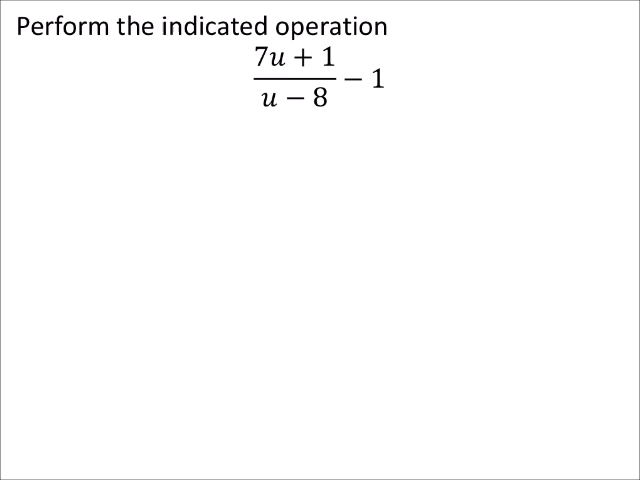 Perform the indicated operation
7u + 1
u − 8
− 1